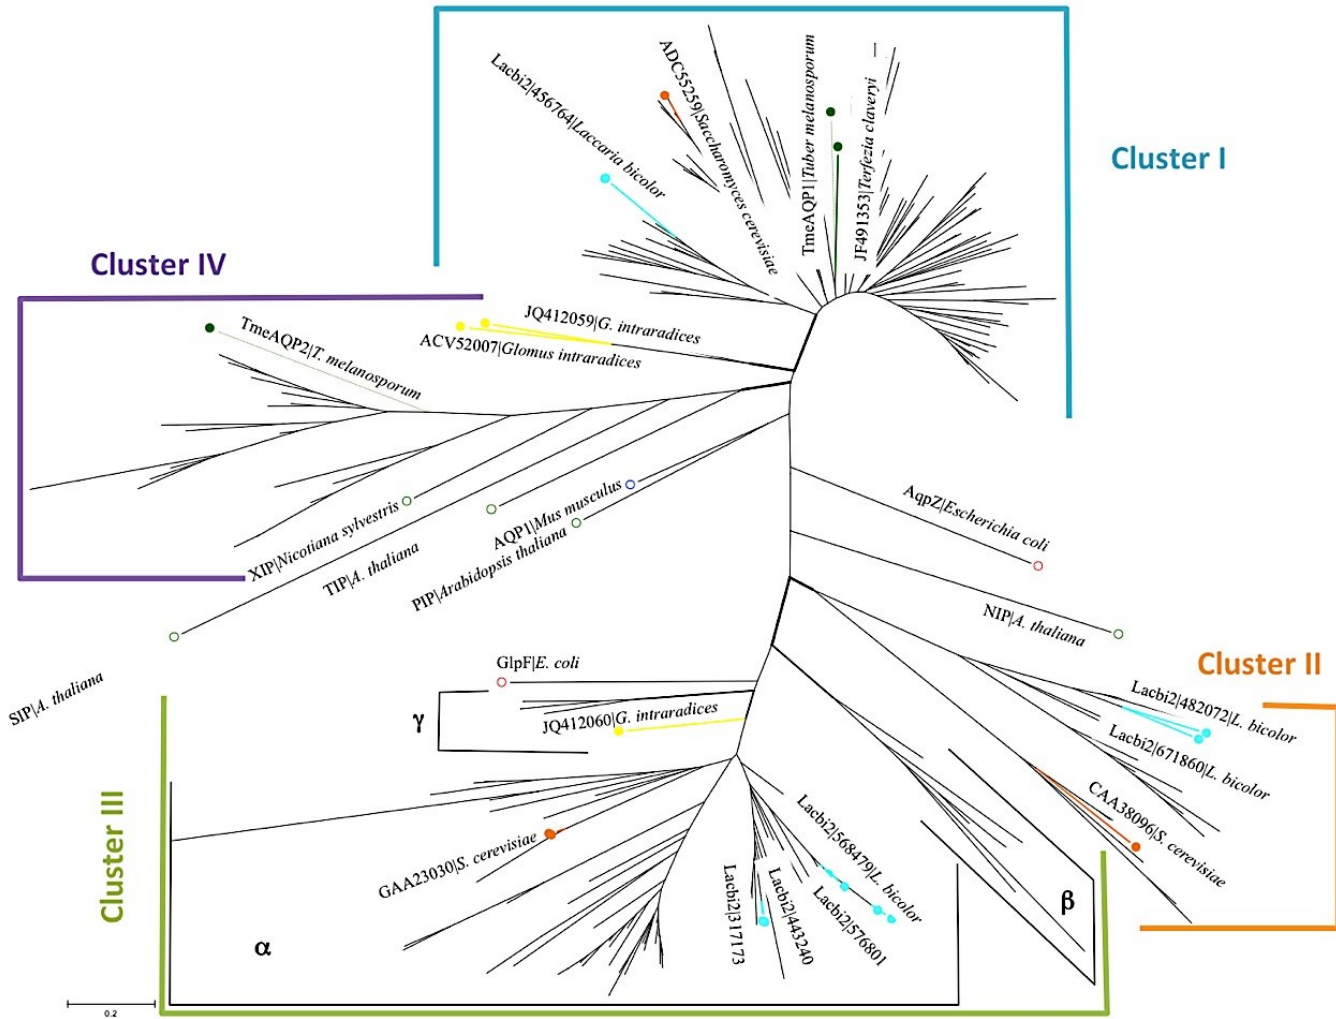 Cluster I
Lacbi2|456764|Laccaria bicolor
ADC55259|Saccharomyces cerevisiae
TmeAQP1|Tuber melanosporum
JF491353|Terfezia claveryi
Cluster IV
JQ412059|G. intraradices
ACV52007|Glomus intraradices
TmeAQP2|T. melanosporum
XIP|Nicotiana sylvestris
TIP|A. thaliana
AQP1|Mus musculus
PIP|Arabidopsis thaliana
SIP|A. thaliana
AqpZ|Escherichia coli
NIP|A. thaliana
Cluster II
Lacbi2|482072|L. bicolor
Lacbi2|671860|L. bicolor
CAA38096|S. cerevisiae
GlpF|E. coli
γ
JQ412060|G. intraradices
Cluster III
GAA23030|S. cerevisiae
Lacbi2|568479|L. bicolor
Lacbi2|576801
Lacbi2|443240
Lacbi2|317173
α
β
0.2